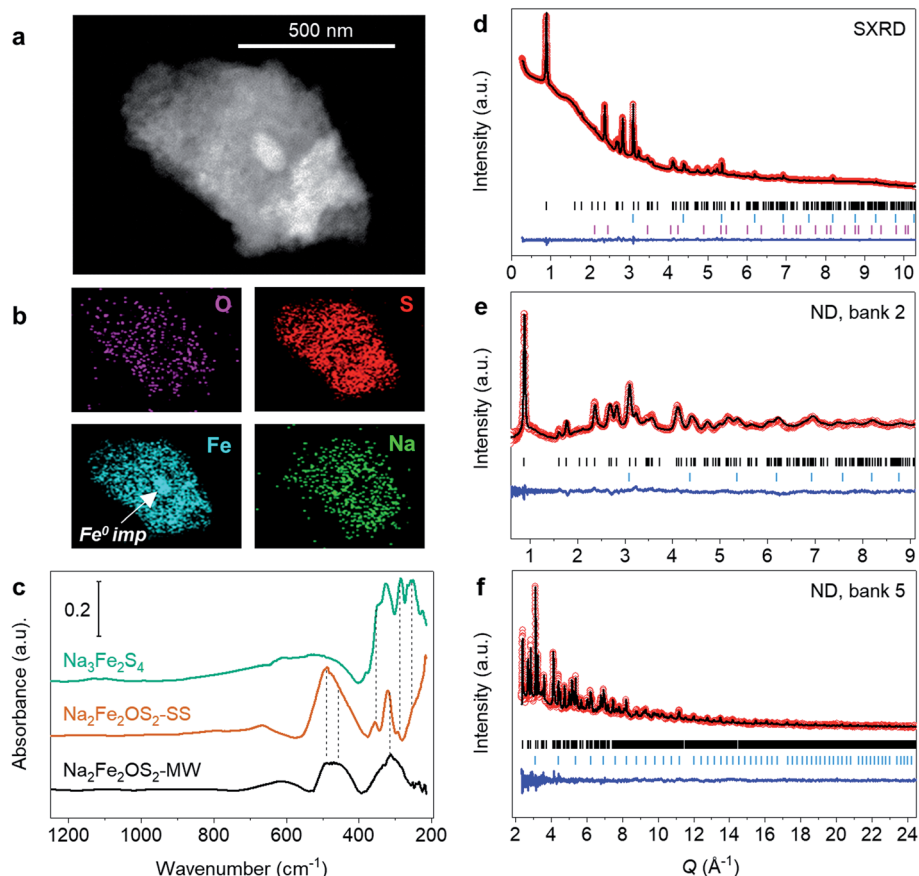 a
500 nm
b
O
S
Fe
Fe⁰ imp
Na
c
0.2
Na₃Fe₂S₄
Na₂Fe₂OS₂-SS
Na₂Fe₂OS₂-MW
Absorbance (a.u.)
1200 1000 800 600 400 200
Wavenumber (cm⁻¹)
d
SXRD
Intensity (a.u.)
0 1 2 3 4 5 6 7 8 9 10
e
ND, bank 2
Intensity (a.u.)
1 2 3 4 5 6 7 8 9
f
ND, bank 5
Intensity (a.u.)
2 4 6 8 10 12 14 16 18 20 22 24
Q (Å⁻¹)